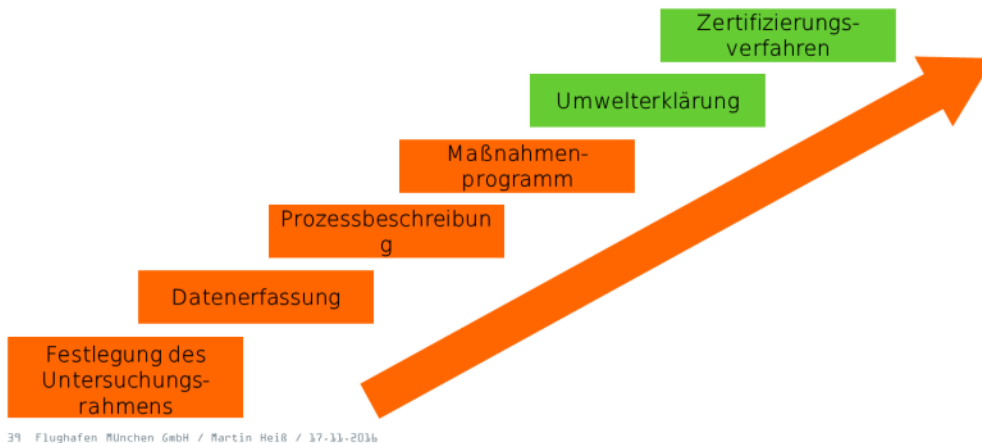 Zertifizierungs-
verfahren
Umwelterklärung
Maßnahmen-
programm
Prozessbeschreibun
g
Datenerfassung
Festlegung des
Untersuchungs-
rahmens
39 Flughafen München GmbH / Martin Heiß / 17-11-2016